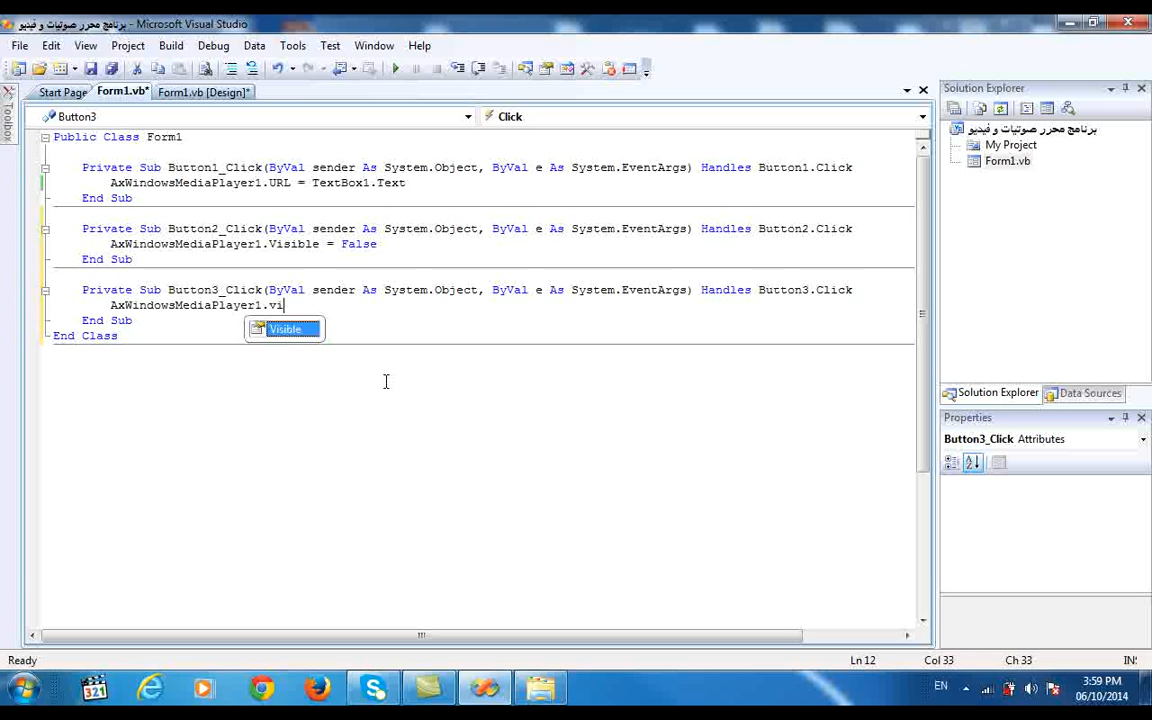 برنامج محرر صوتيات و فيديو - Microsoft Visual Studio
File Edit View Project Build Debug Data Tools Test Window Help
Toolbox
Start Page Form1.vb* Form1.vb [Design]*
Button3 Click
Public Class Form1
Private Sub Button1_Click(ByVal sender As System.Object, ByVal e As System.EventArgs) Handles Button1.Click
AxWindowsMediaPlayer1.URL = TextBox1.Text
End Sub
Private Sub Button2_Click(ByVal sender As System.Object, ByVal e As System.EventArgs) Handles Button2.Click
AxWindowsMediaPlayer1.Visible = False
End Sub
Private Sub Button3_Click(ByVal sender As System.Object, ByVal e As System.EventArgs) Handles Button3.Click
AxWindowsMediaPlayer1.vi
End Sub
Visible
End Class
Solution Explorer
برنامج محرر صوتيات و فيديو
My Project
Form1.vb
Solution Explorer Data Sources
Properties
Button3_Click Attributes
Ready Ln 12 Col 33 Ch 33 IN:
321
EN
3:59 PM
06/10/2014